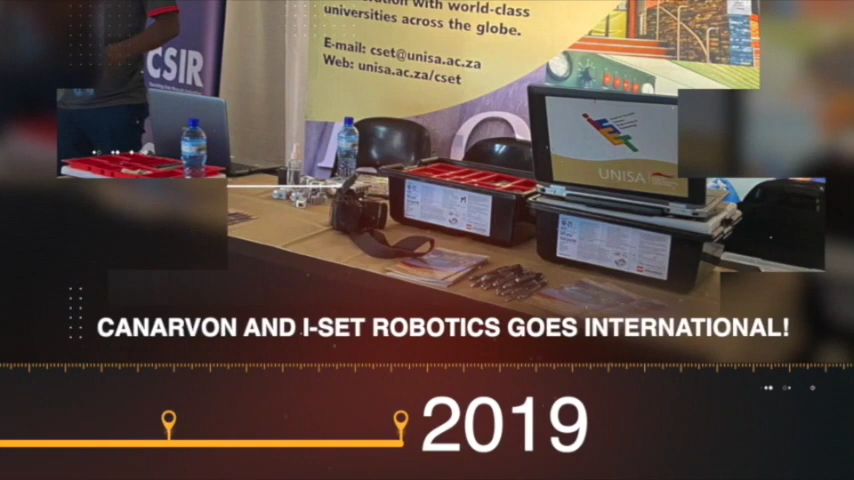 eration with world-class
universities across the globe.
E-mail: cset@unisa.ac.za
Web: unisa.ac.za/cset
CSIR
UNISA
CANARVON AND I-SET ROBOTICS GOES INTERNATIONAL!
2019